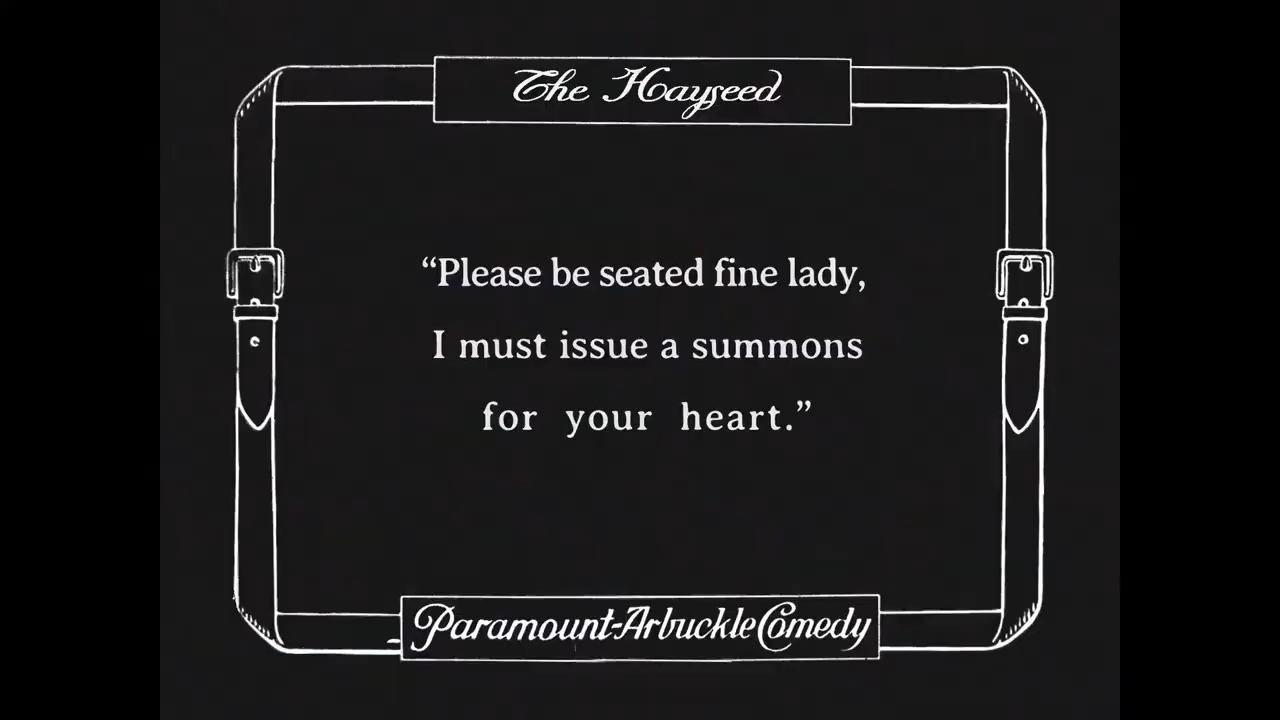 The Hayseed
“Please be seated fine lady,
I must issue a summons
for your heart.”
Paramount-Arbuckle Comedy